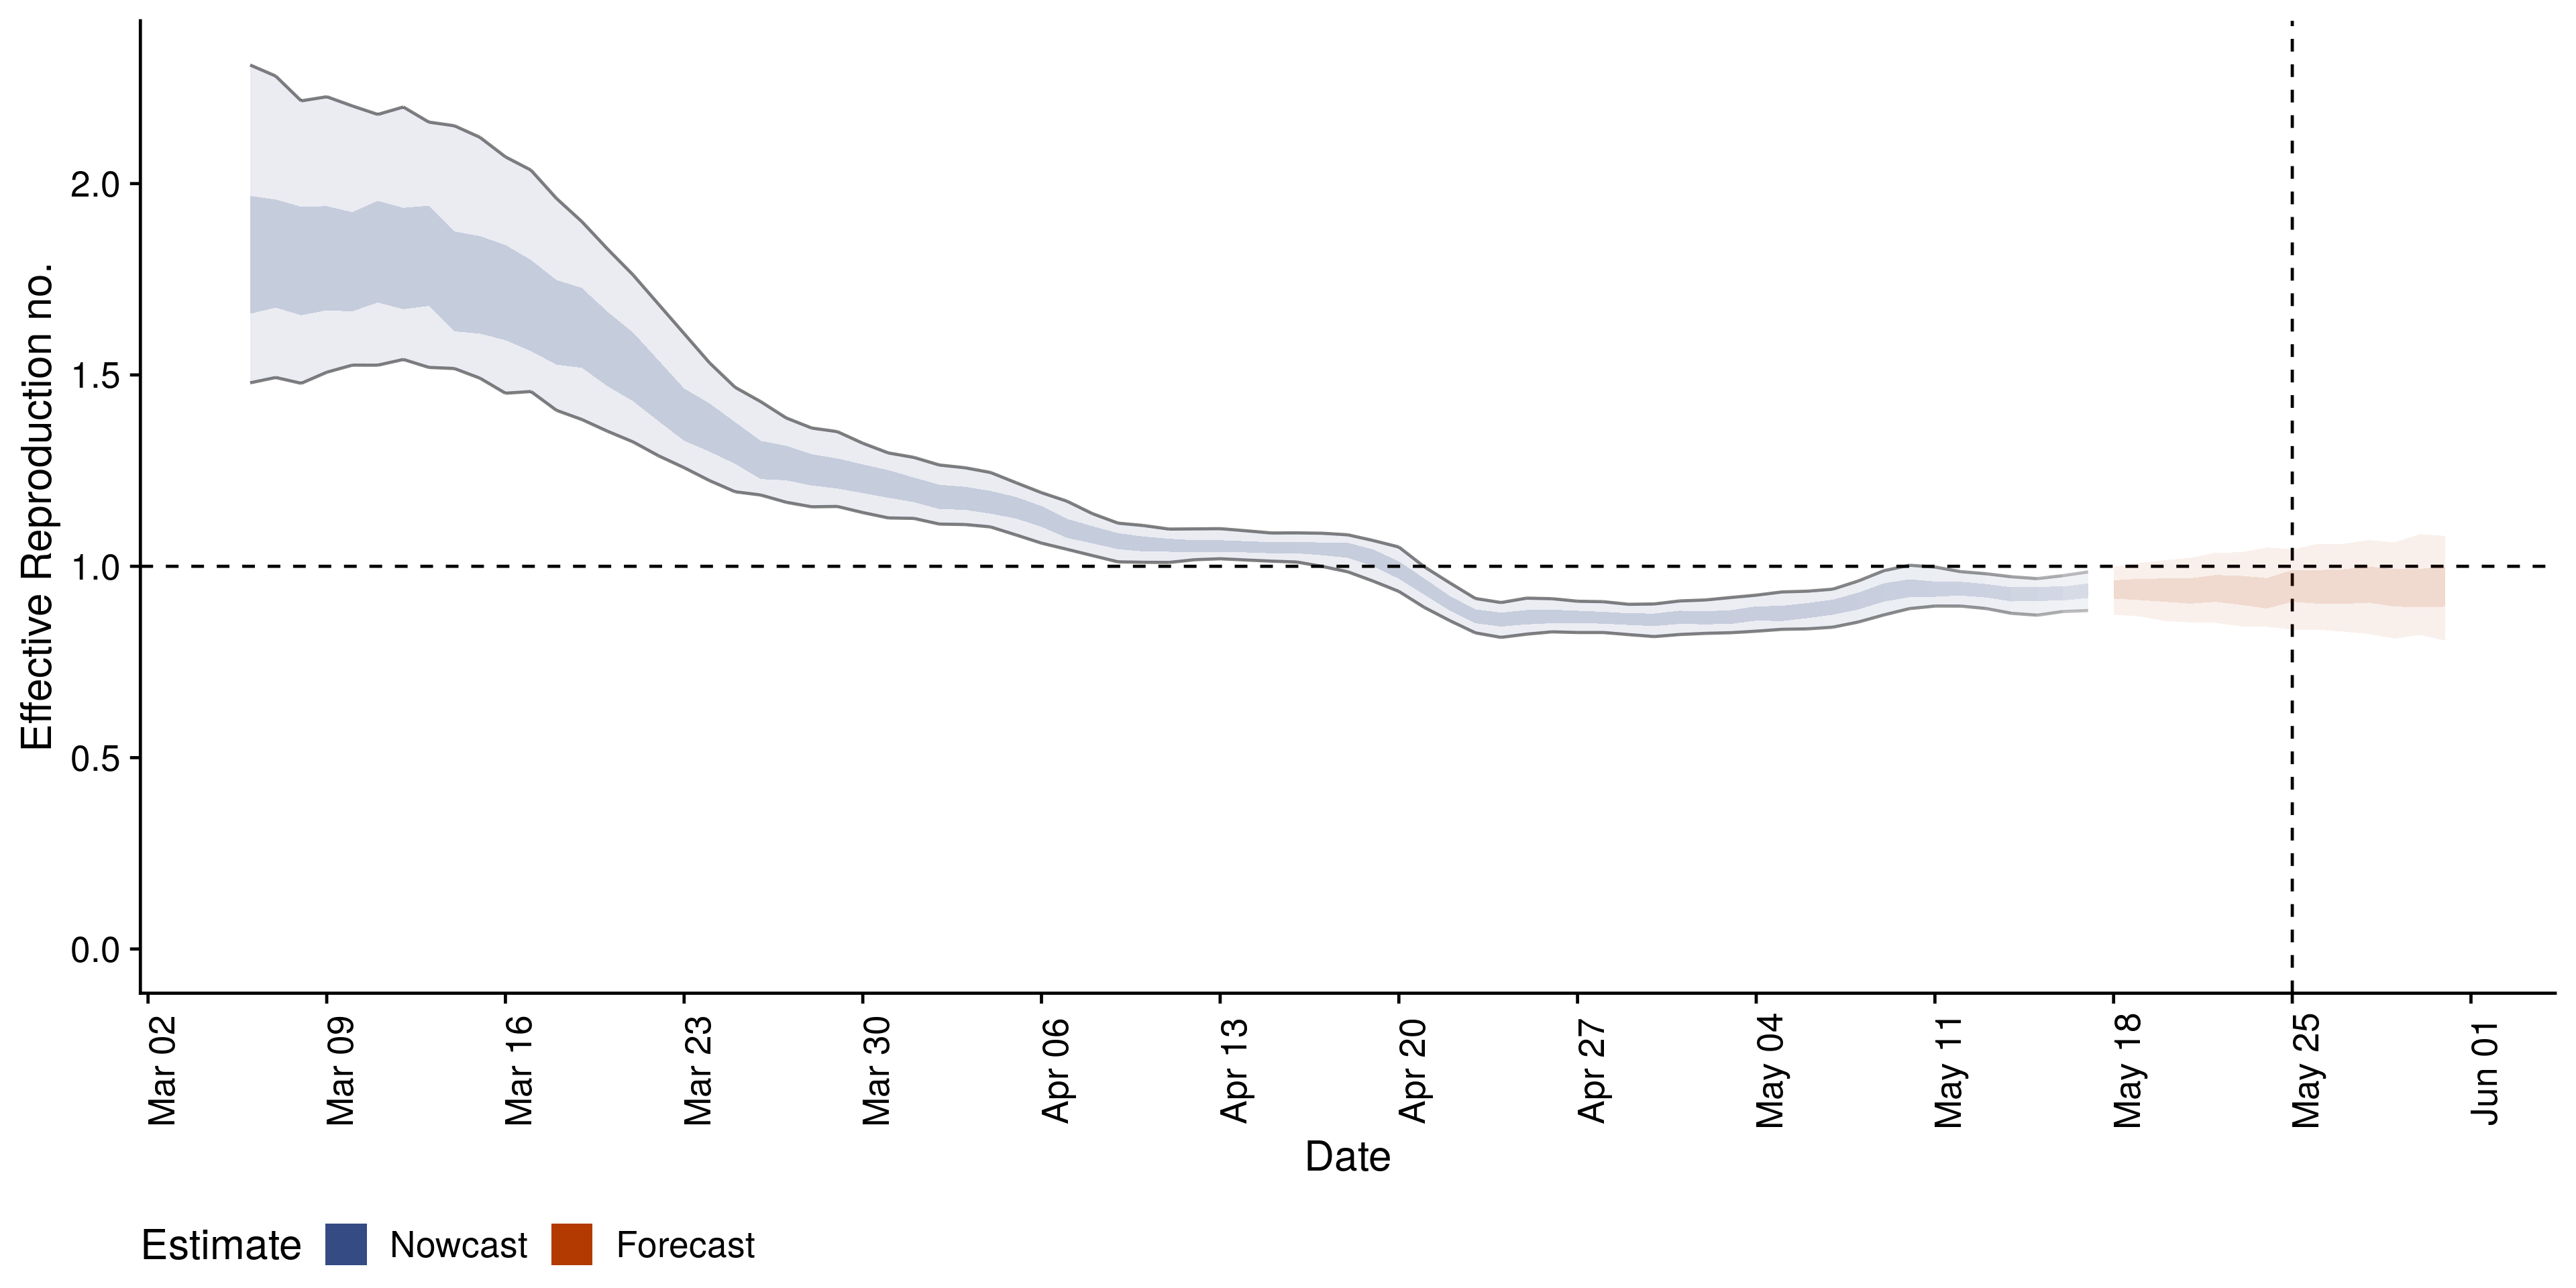 Effective Reproduction no.
2.0
1.5
1.0
0.5
0.0
Mar 02
Mar 09
Mar 16
Mar 23
Mar 30
Apr 06
Apr 13
Apr 20
Apr 27
May 04
May 11
May 18
May 25
Jun 01
Date
Estimate Nowcast Forecast